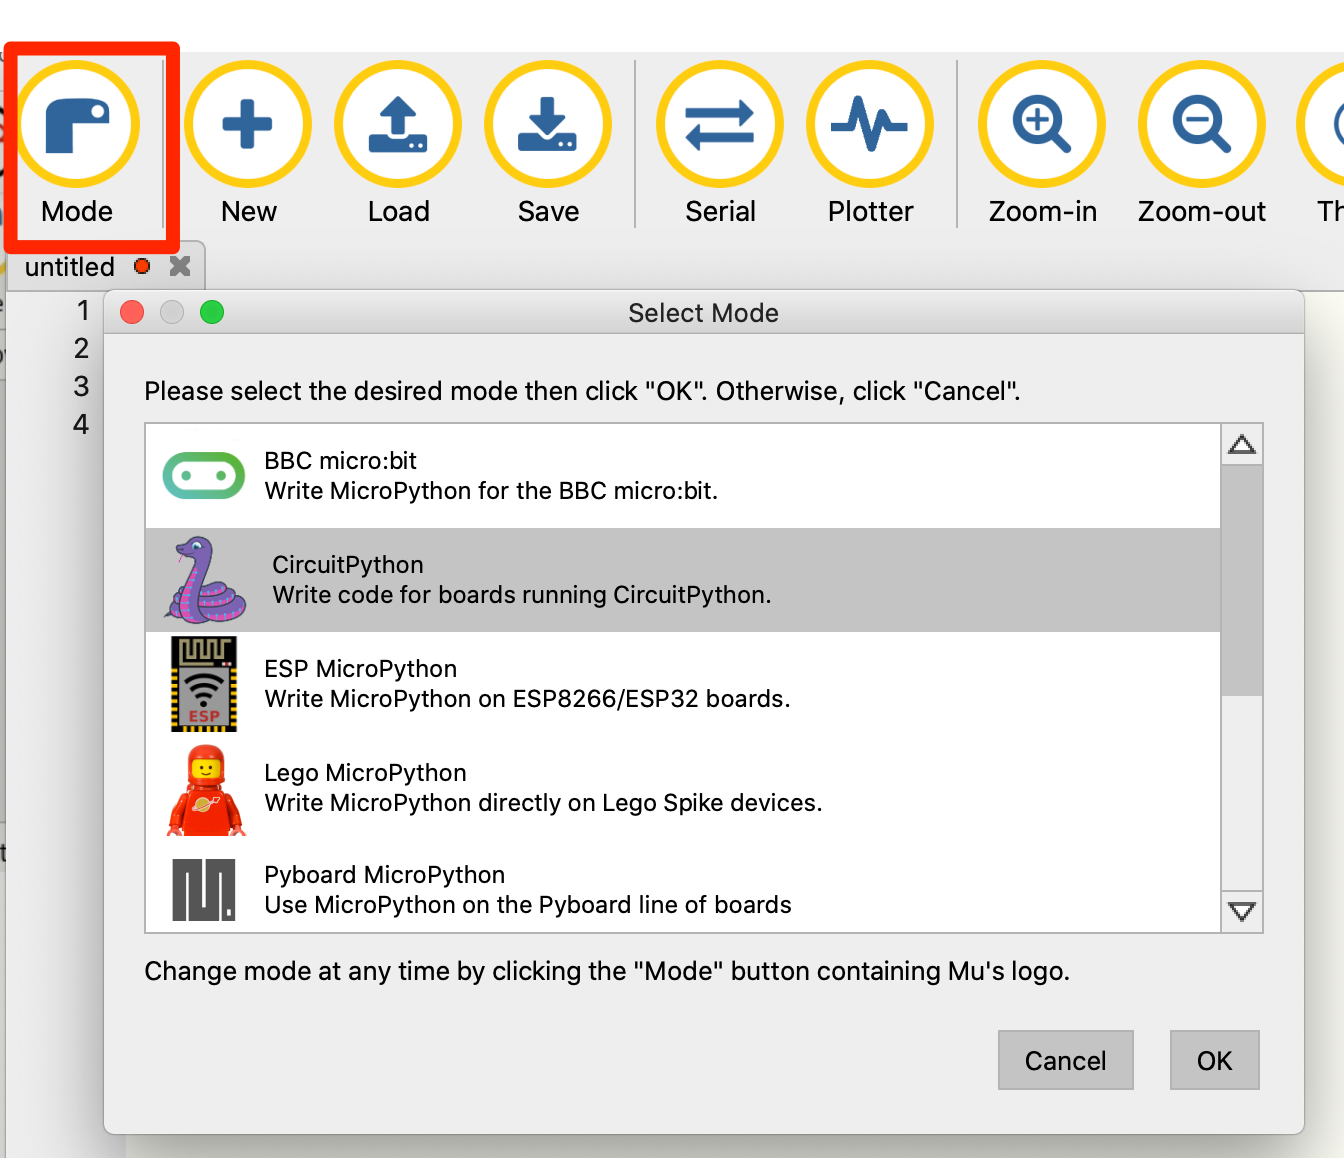 Mode
New
Load
Save
Serial
Plotter
Zoom-in
Zoom-out
untitled
1
2
3
4
Select Mode
Please select the desired mode then click "OK". Otherwise, click "Cancel".
BBC micro:bit
Write MicroPython for the BBC micro:bit.
CircuitPython
Write code for boards running CircuitPython.
ESP
ESP MicroPython
Write MicroPython on ESP8266/ESP32 boards.
Lego MicroPython
Write MicroPython directly on Lego Spike devices.
Pyboard MicroPython
Use MicroPython on the Pyboard line of boards
Change mode at any time by clicking the "Mode" button containing Mu's logo.
Cancel
OK